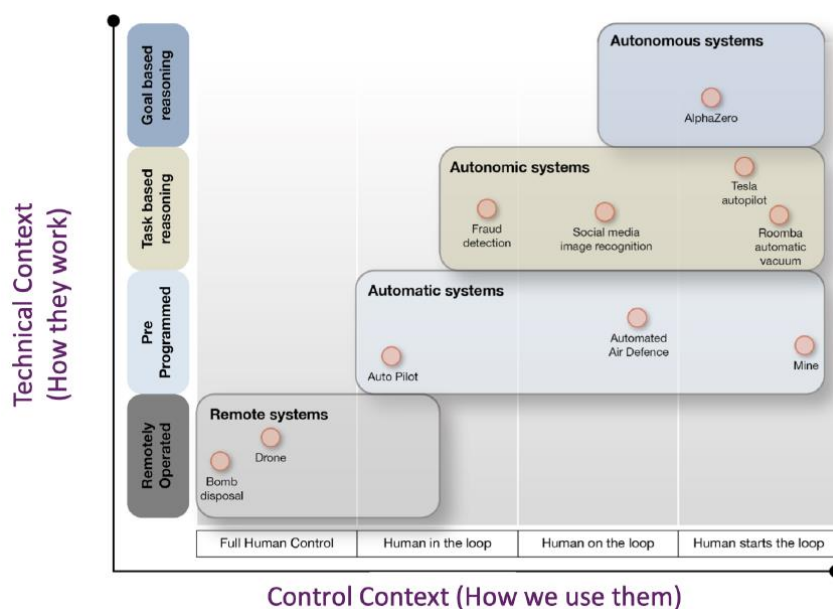 Technical Context
(How they work)
Goal based
reasoning
Task based
reasoning
Pre
Programmed
Remotely
Operated
Autonomous systems
AlphaZero
Autonomic systems
Fraud
detection
Social media
image recognition
Tesla
autopilot
Roomba
automatic
vacuum
Automatic systems
Auto Pilot
Automated
Air Defence
Mine
Remote systems
Bomb
disposal
Drone
Full Human Control
Human in the loop
Human on the loop
Human starts the loop
Control Context (How we use them)